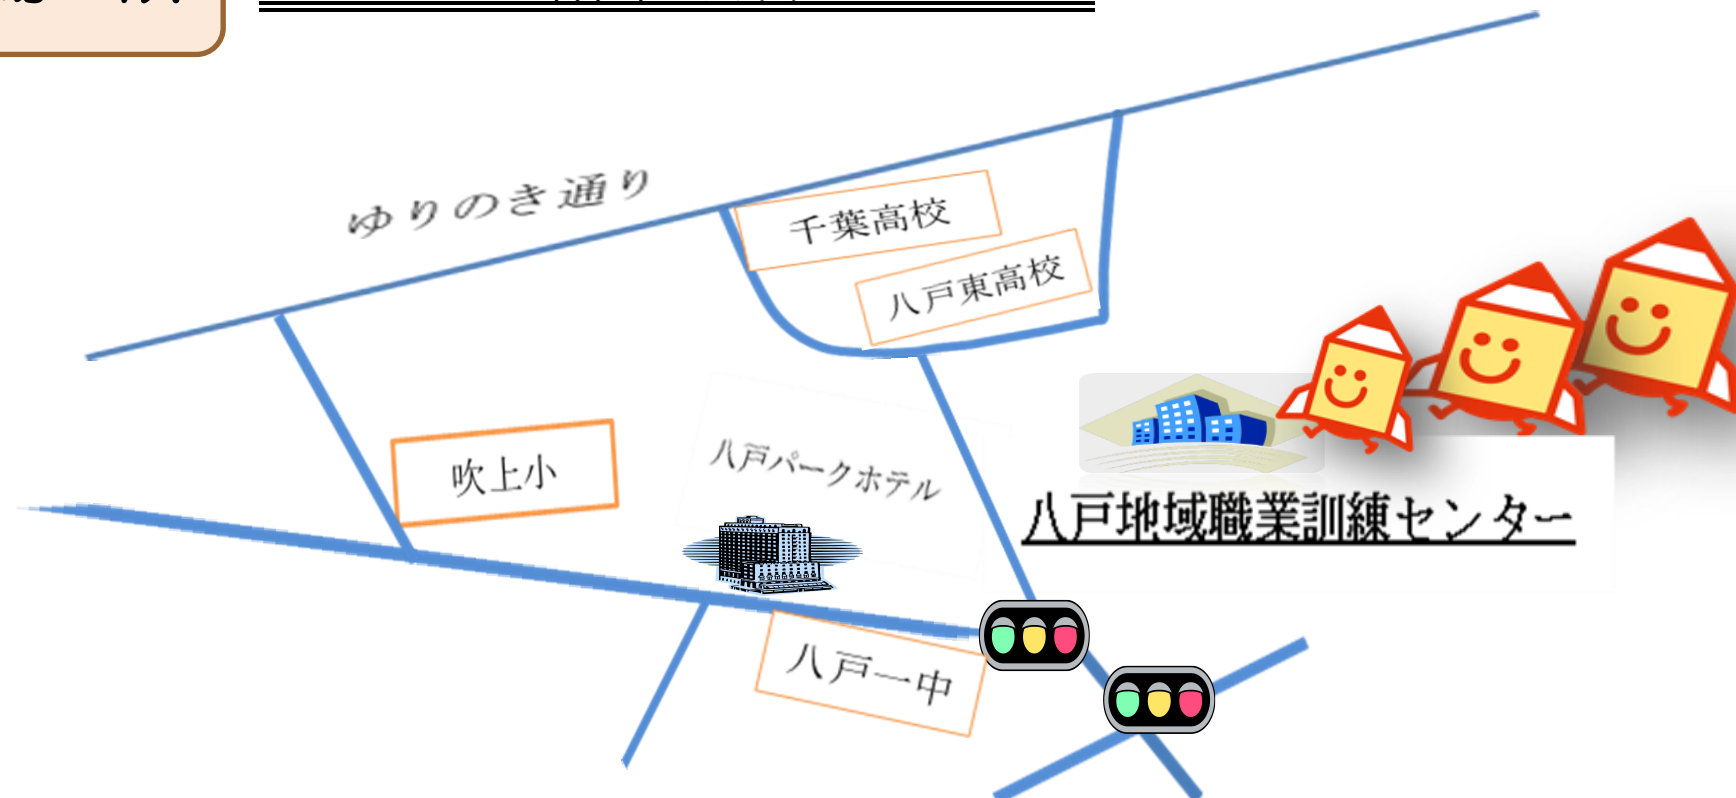 ゆりのき通り
千葉高校
八戸東高校
吹上小
八戸パークホテル
八戸地域職業訓練センター
八戸一中